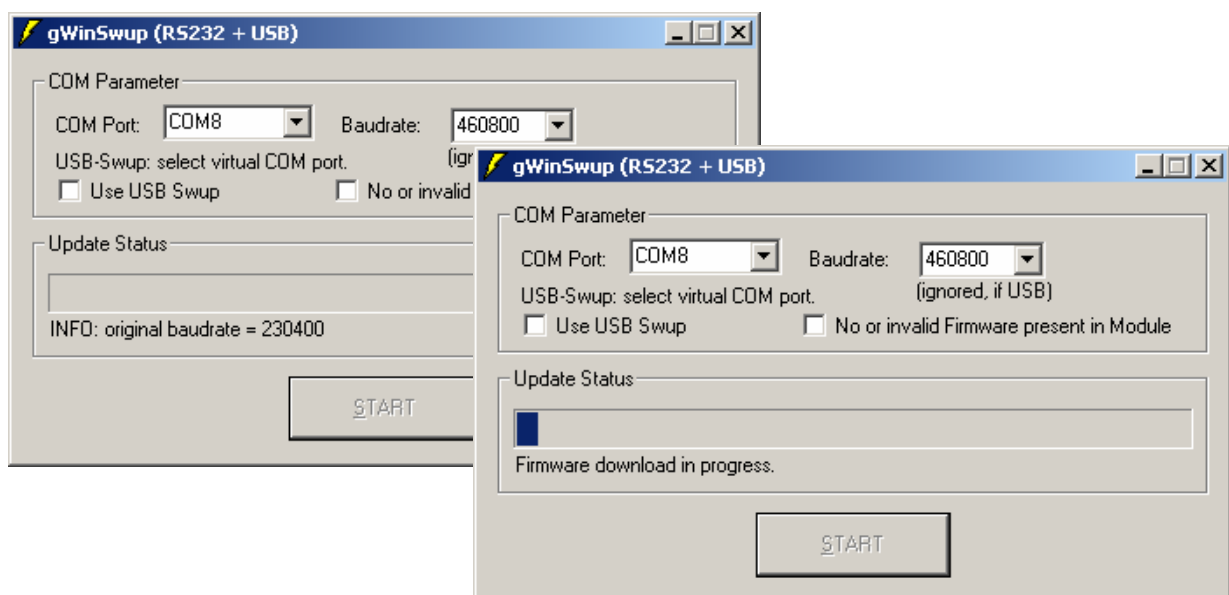 gWinSwup (RS232 + USB)
COM Parameter
COM Port: COM8 Baudrate: 460800
USB-Swup: select virtual COM port. (igr
Use USB Swup No or invalid
Update Status
INFO: original baudrate = 230400
START
gWinSwup (RS232 + USB)
COM Parameter
COM Port: COM8 Baudrate: 460800
USB-Swup: select virtual COM port. (ignored, if USB)
Use USB Swup No or invalid Firmware present in Module
Update Status
Firmware download in progress.
START